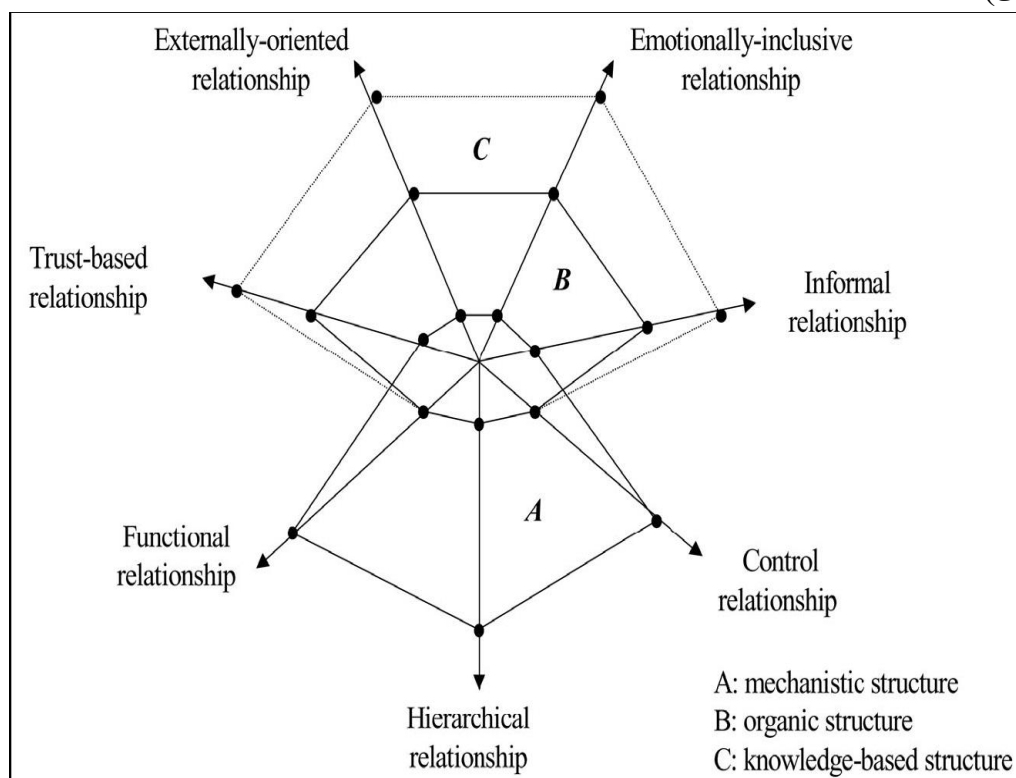 Externally-oriented
relationship
Emotionally-inclusive
relationship
C
Trust-based
relationship
B
Informal
relationship
A
Functional
relationship
Control
relationship
Hierarchical
relationship
A: mechanistic structure
B: organic structure
C: knowledge-based structure